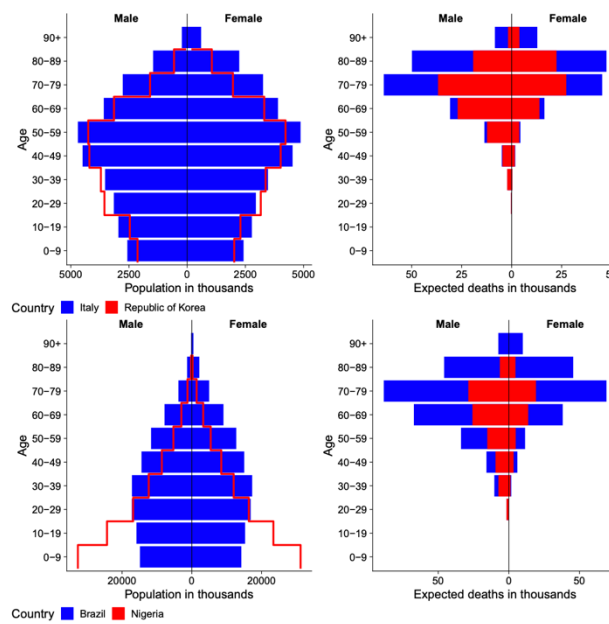 Male Female
90+
80−89
70−79
60−69
50−59
40−49
30−39
20−29
10−19
0−9
Age
5000 2500 0 2500 5000
Population in thousands
Male Female
90+
80−89
70−79
60−69
50−59
40−49
30−39
20−29
10−19
0−9
Age
50 25 0 25 50
Expected deaths in thousands
Country Italy Republic of Korea
Male Female
90+
80−89
70−79
60−69
50−59
40−49
30−39
20−29
10−19
0−9
Age
20000 0 20000
Population in thousands
Male Female
90+
80−89
70−79
60−69
50−59
40−49
30−39
20−29
10−19
0−9
Age
50 0 50
Expected deaths in thousands
Country Brazil Nigeria